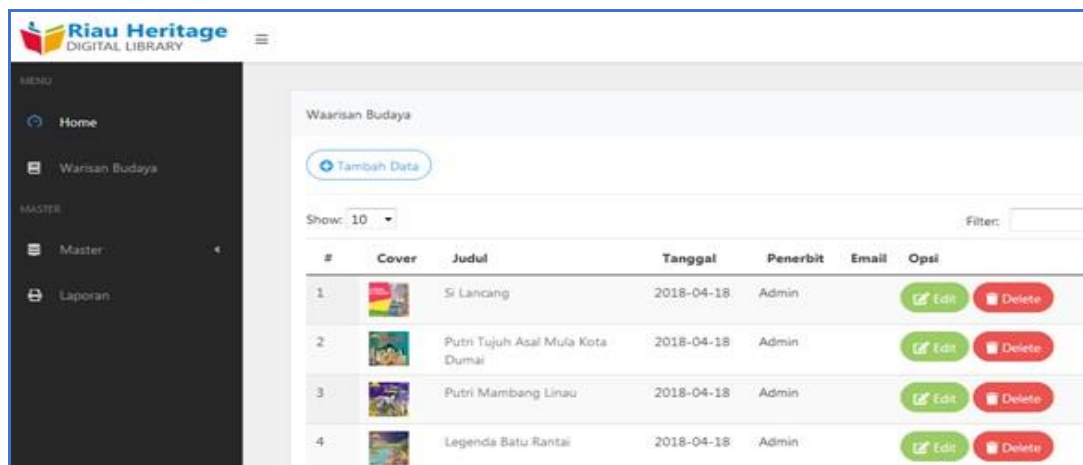 Riau Heritage
DIGITAL LIBRARY
MENU
Home
Warisan Budaya
MASTER
Master
Laporan
Waarisan Budaya
Tambah Data
Show: 10
Filter:
# Cover Judul Tanggal Penerbit Email Opsi
1 Si Lancang 2018-04-18 Admin Edit Delete
2 Putri Tujuh Asal Mula Kota Dumai 2018-04-18 Admin Edit Delete
3 Putri Mambang Linau 2018-04-18 Admin Edit Delete
4 Legenda Batu Rantai 2018-04-18 Admin Edit Delete